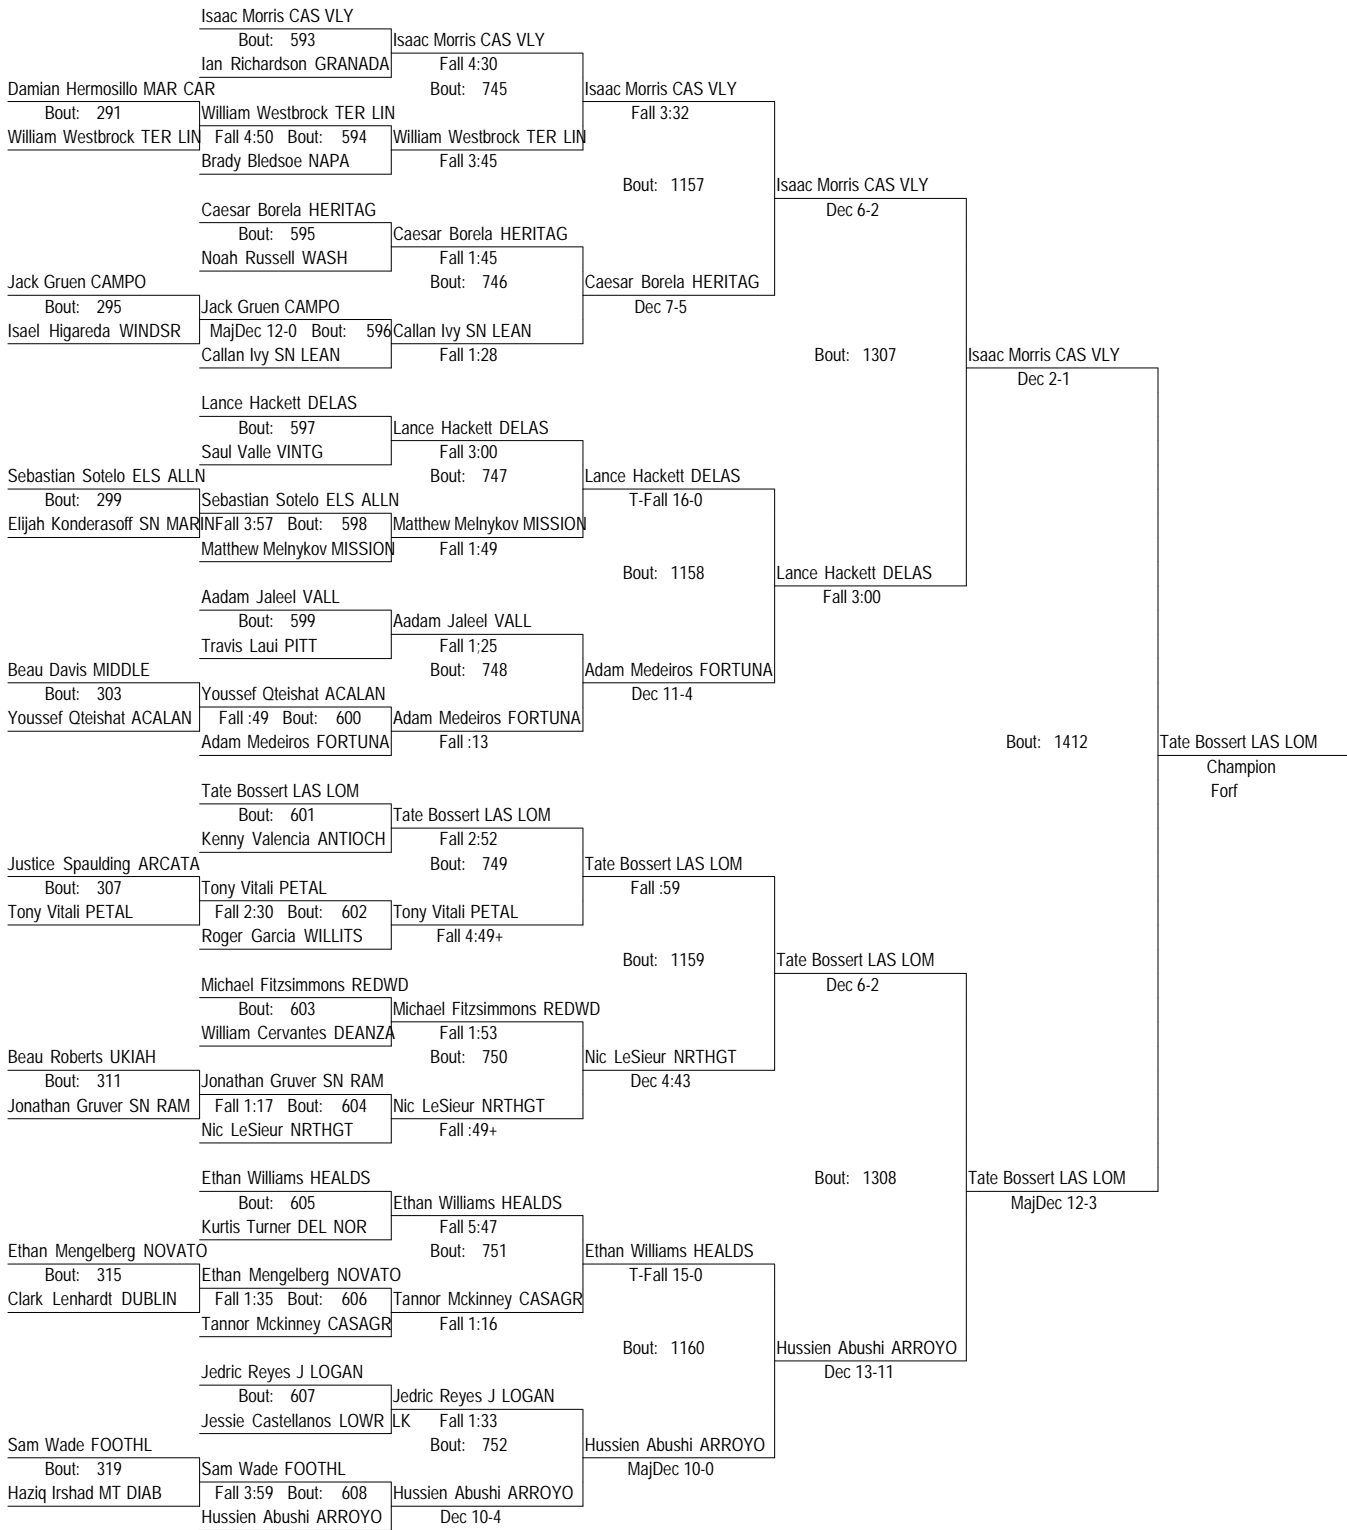 Isaac Morris CAS VLY
Bout: 593
Isaac Morris CAS VLY
Ian Richardson GRANADA
Fall 4:30
Damian Hermosillo MAR CAR
Bout: 745
Isaac Morris CAS VLY
Bout: 291
William Westbrock TER LIN
Fall 3:32
William Westbrock TER LIN
Fall 4:50 Bout: 594
William Westbrock TER LIN
Brady Bledsoe NAPA
Fall 3:45
Bout: 1157
Isaac Morris CAS VLY
Caesar Borela HERITAG
Dec 6-2
Bout: 595
Caesar Borela HERITAG
Noah Russell WASH
Fall 1:45
Jack Gruen CAMPO
Bout: 746
Caesar Borela HERITAG
Bout: 295
Jack Gruen CAMPO
Dec 7-5
Isael Higareda WINDSR
MajDec 12-0 Bout: 596
Callan Ivy SN LEAN
Callan Ivy SN LEAN
Fall 1:28
Bout: 1307
Isaac Morris CAS VLY
Dec 2-1
Lance Hackett DELAS
Bout: 597
Lance Hackett DELAS
Saul Valle VINTG
Fall 3:00
Sebastian Sotelo ELS ALLN
Bout: 747
Lance Hackett DELAS
Bout: 299
Sebastian Sotelo ELS ALLN
T-Fall 16-0
Elijah Konderasoff SN MARIN
Fall 3:57 Bout: 598
Matthew Melnykov MISSION
Matthew Melnykov MISSION
Fall 1:49
Bout: 1158
Lance Hackett DELAS
Aadam Jaleel VALL
Fall 3:00
Bout: 599
Aadam Jaleel VALL
Travis Laui PITT
Fall 1;25
Beau Davis MIDDLE
Bout: 748
Adam Medeiros FORTUNA
Bout: 303
Youssef Qteishat ACALAN
Dec 11-4
Youssef Qteishat ACALAN
Fall :49 Bout: 600
Adam Medeiros FORTUNA
Adam Medeiros FORTUNA
Fall :13
Bout: 1412
Tate Bossert LAS LOM
Champion
Forf
Tate Bossert LAS LOM
Bout: 601
Tate Bossert LAS LOM
Kenny Valencia ANTIOCH
Fall 2:52
Justice Spaulding ARCATA
Bout: 749
Tate Bossert LAS LOM
Bout: 307
Tony Vitali PETAL
Fall :59
Tony Vitali PETAL
Fall 2:30 Bout: 602
Tony Vitali PETAL
Roger Garcia WILLITS
Fall 4:49+
Bout: 1159
Tate Bossert LAS LOM
Michael Fitzsimmons REDWD
Dec 6-2
Bout: 603
Michael Fitzsimmons REDWD
William Cervantes DEANZA
Fall 1:53
Beau Roberts UKIAH
Bout: 750
Nic LeSieur NRTHGT
Bout: 311
Jonathan Gruver SN RAM
Dec 4:43
Jonathan Gruver SN RAM
Fall 1:17 Bout: 604
Nic LeSieur NRTHGT
Nic LeSieur NRTHGT
Fall :49+
Ethan Williams HEALDS
Bout: 1308
Tate Bossert LAS LOM
MajDec 12-3
Bout: 605
Ethan Williams HEALDS
Kurtis Turner DEL NOR
Fall 5:47
Ethan Mengelberg NOVATO
Bout: 751
Ethan Williams HEALDS
Bout: 315
Ethan Mengelberg NOVATO
T-Fall 15-0
Clark Lenhardt DUBLIN
Fall 1:35 Bout: 606
Tannor Mckinney CASAGR
Tannor Mckinney CASAGR
Fall 1:16
Bout: 1160
Hussien Abushi ARROYO
Dec 13-11
Jedric Reyes J LOGAN
Bout: 607
Jedric Reyes J LOGAN
Jessie Castellanos LOWR LK
Fall 1:33
Sam Wade FOOTHL
Bout: 752
Hussien Abushi ARROYO
Bout: 319
Sam Wade FOOTHL
MajDec 10-0
Haziq Irshad MT DIAB
Fall 3:59 Bout: 608
Hussien Abushi ARROYO
Hussien Abushi ARROYO
Dec 10-4